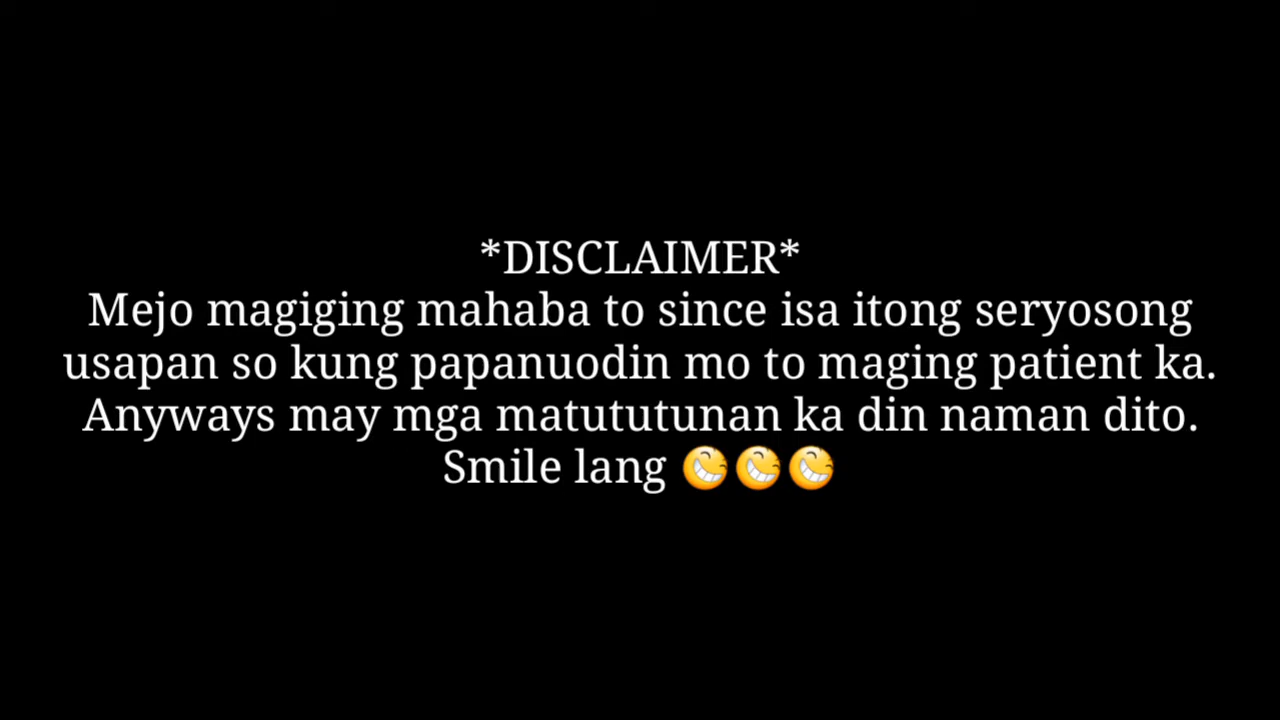 *DISCLAIMER*
Mejo magiging mahaba to since isa itong seryosong
usapan so kung papanuodin mo to maging patient ka.
Anyways may mga matututunan ka din naman dito.
Smile lang 😆😆😆